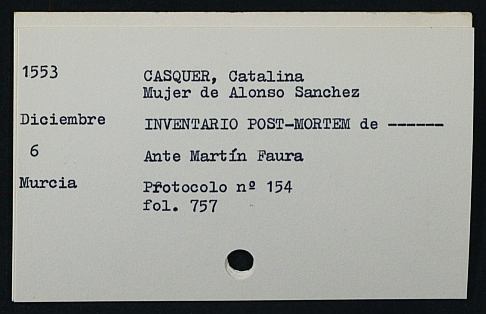 1553 CASQUER, Catalina
Mujer de Alonso Sanchez
Diciembre INVENTARIO POST-MORTEM de ------
6 Ante Martín Faura
Murcia Protocolo nº 154
fol. 757